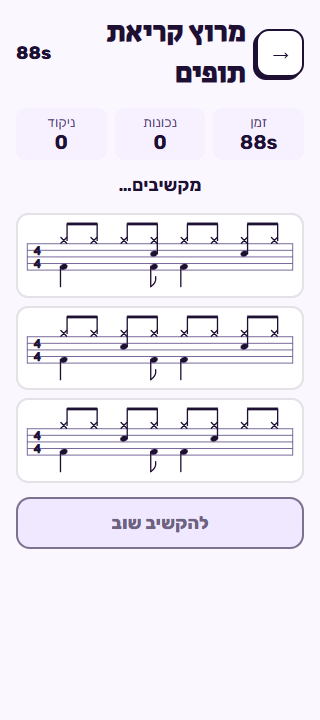 →
מרוץ קריאת
תופים
88s
זמן
88s
נכונות
0
ניקוד
0
מקשיבים...
4
4
4
4
4
4
להקשיב שוב